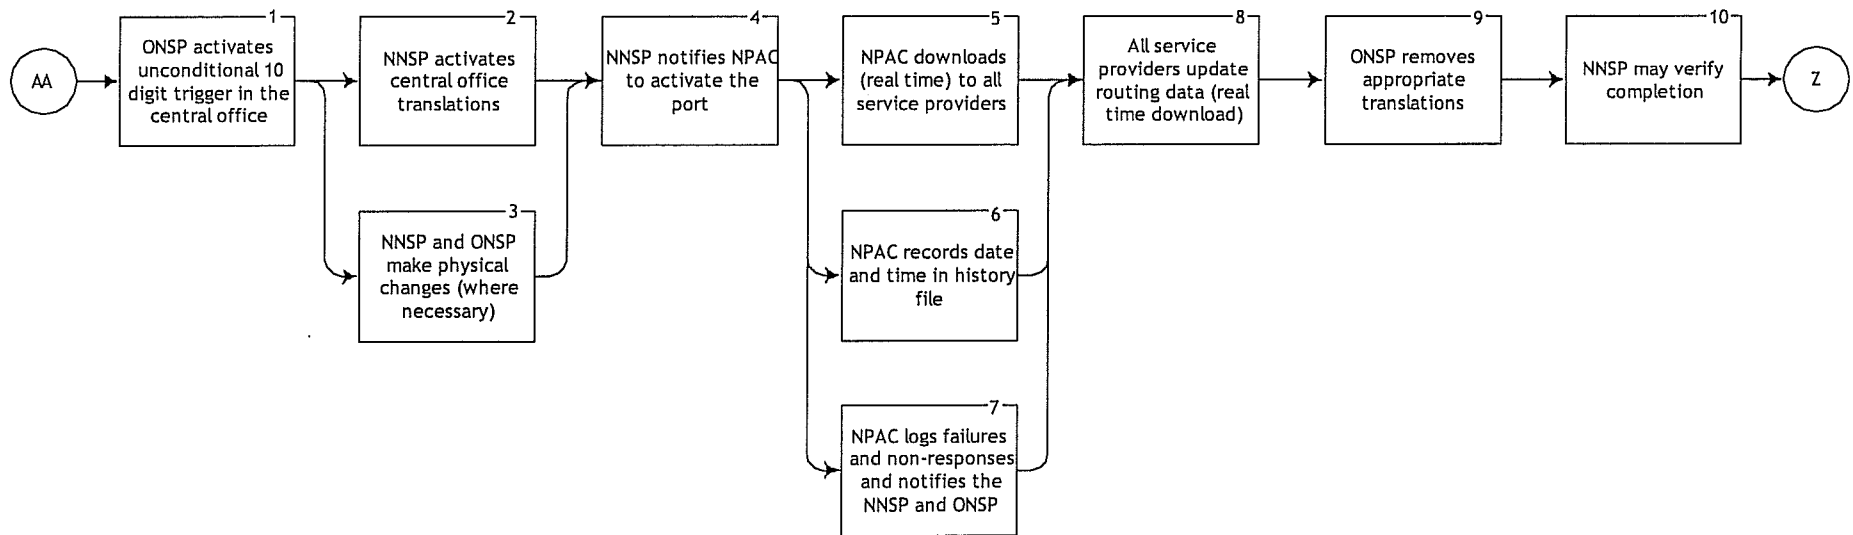 AA
1
ONSP activates
unconditional 10
digit trigger in the
central office
2
NNSP activates
central office
translations
3
NNSP and ONSP
make physical
changes (where
necessary)
4
NNSP notifies NPAC
to activate the
port
5
NPAC downloads
(real time) to all
service providers
6
NPAC records date
and time in history
file
7
NPAC logs failures
and non-responses
and notifies the
NNSP and ONSP
8
All service
providers update
routing data (real
time download)
9
ONSP removes
appropriate
translations
10
NNSP may verify
completion
Z